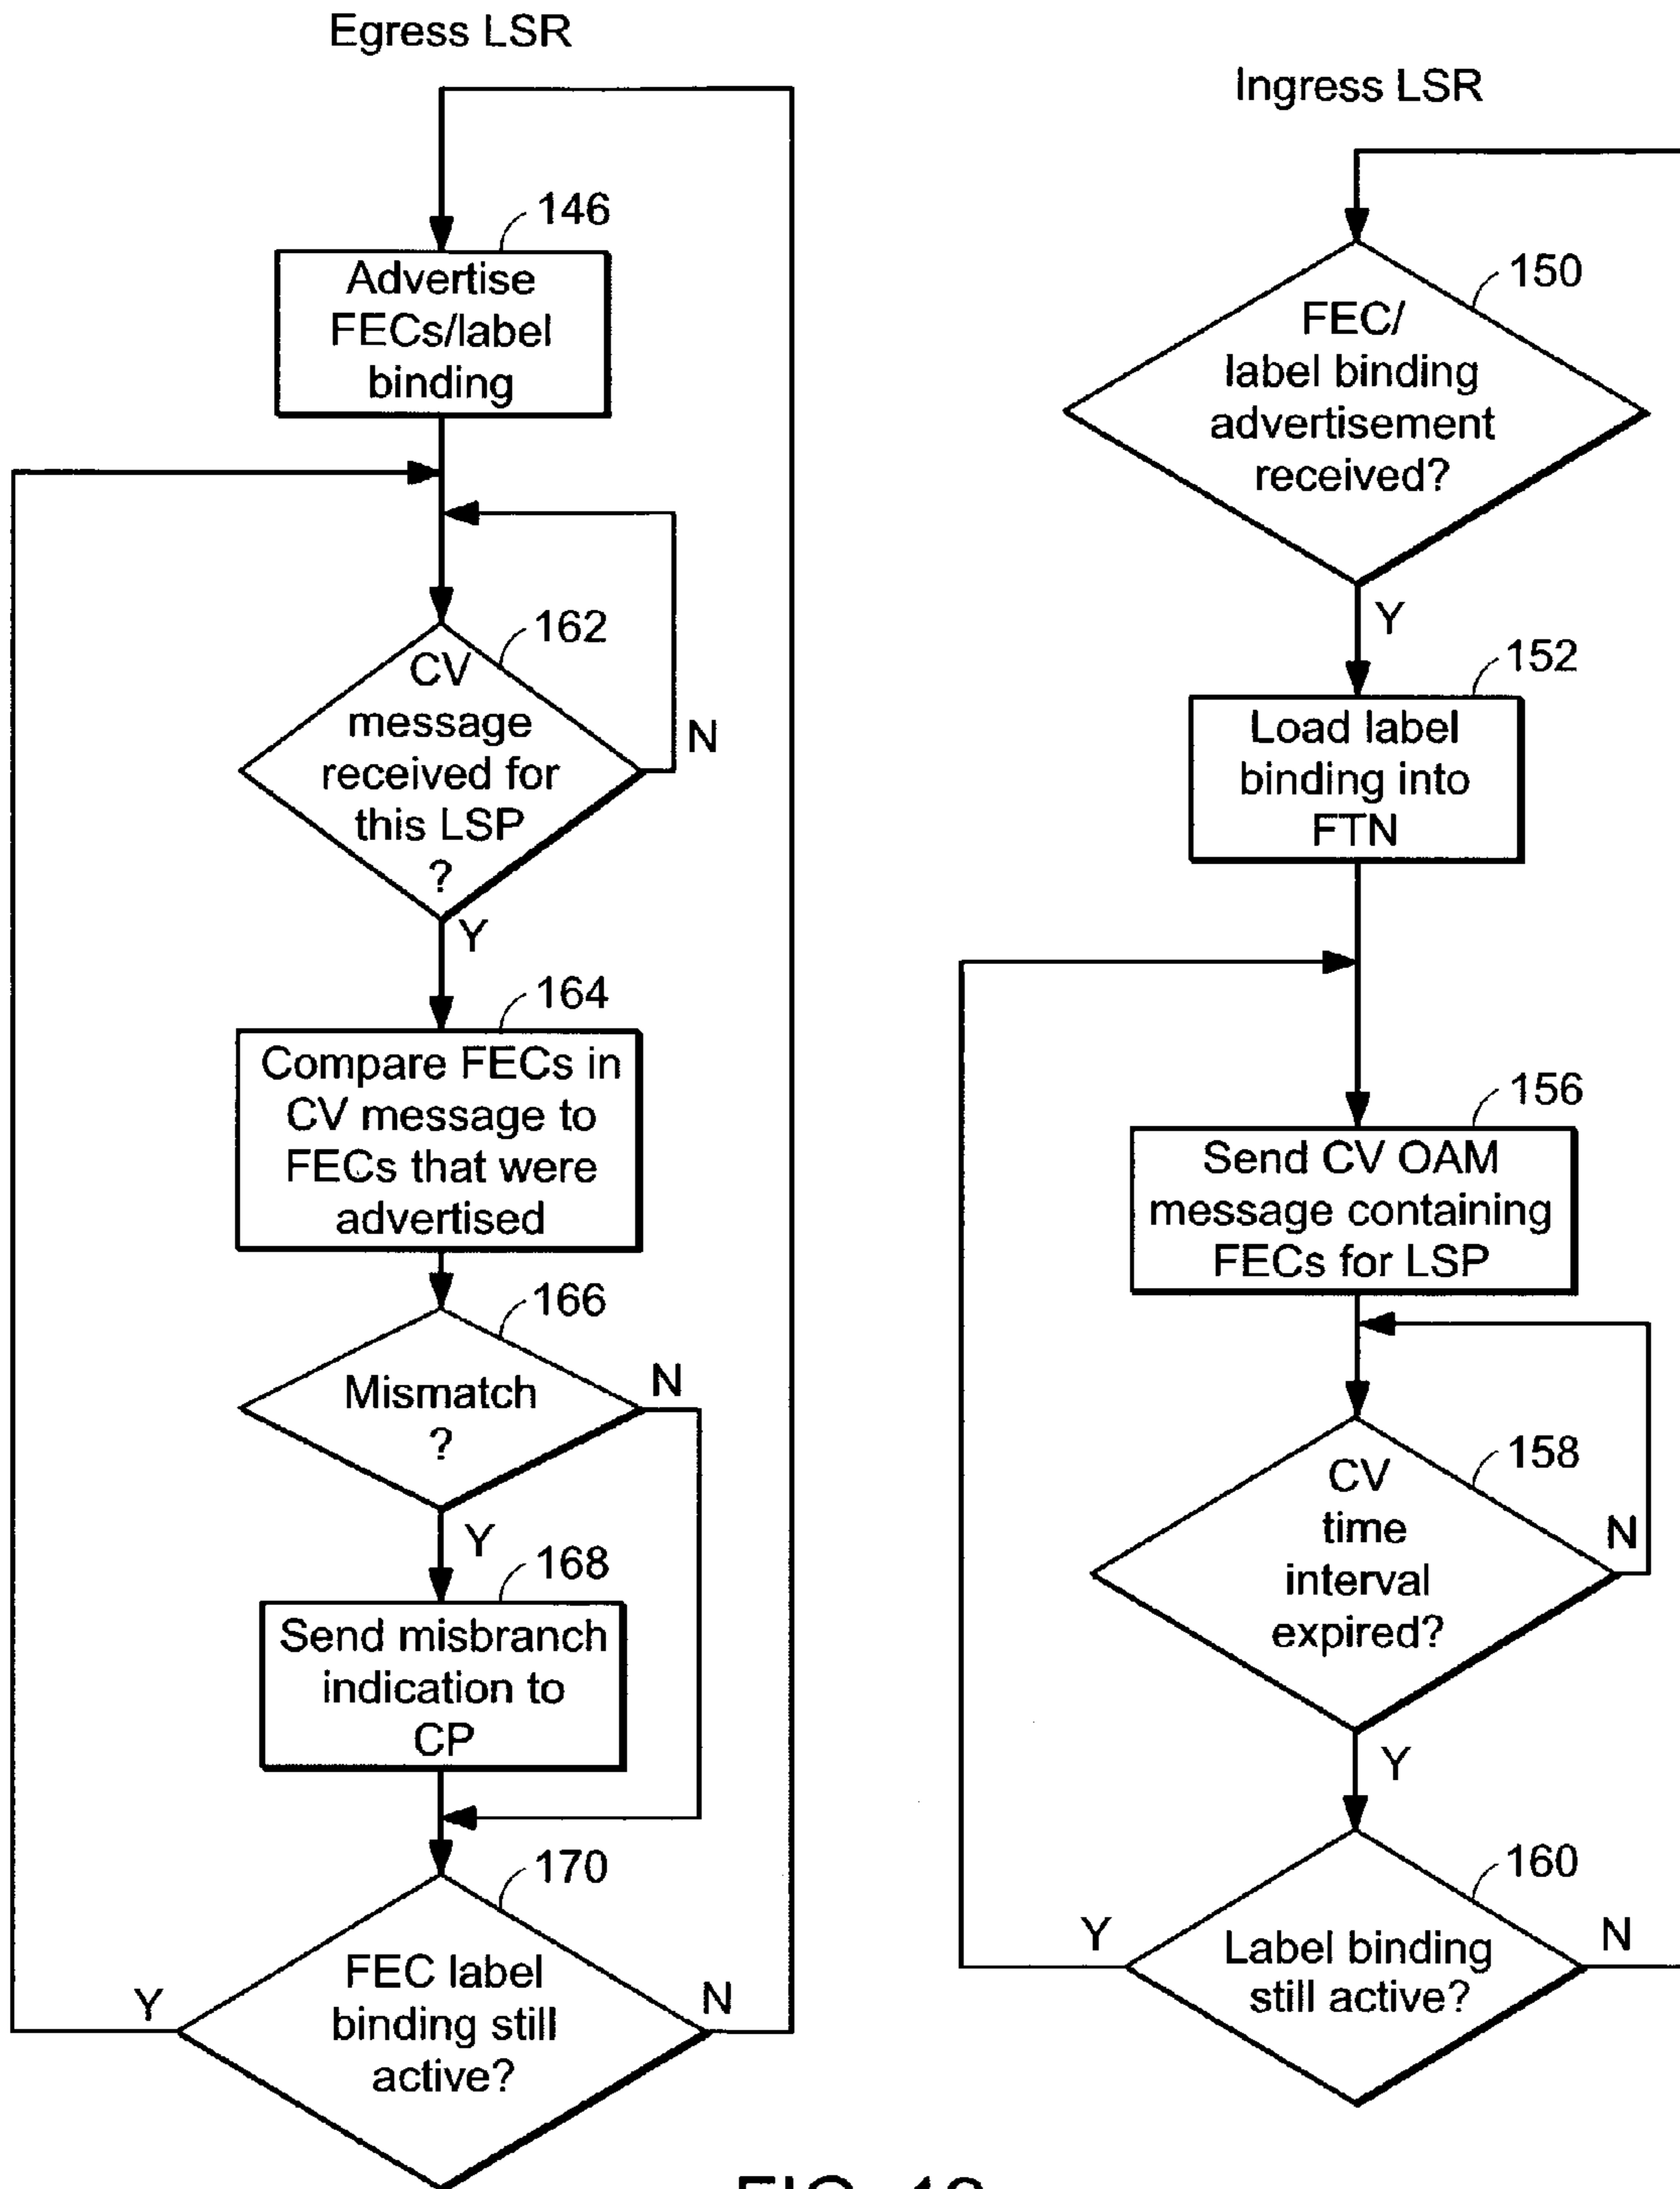 Egress LSR
146
Advertise
FECs/label
binding
162
CV
message
received for
this LSP
?
N
Y
164
Compare FECs in
CV message to
FECs that were
advertised
166
Mismatch
?
N
Y
168
Send misbranch
indication to
CP
170
FEC label
binding still
active?
Y
N
Ingress LSR
150
FEC/
label binding
advertisement
received?
Y
152
Load label
binding into
FTN
156
Send CV OAM
message containing
FECs for LSP
158
CV
time
interval
expired?
N
Y
160
Label binding
still active?
Y
N